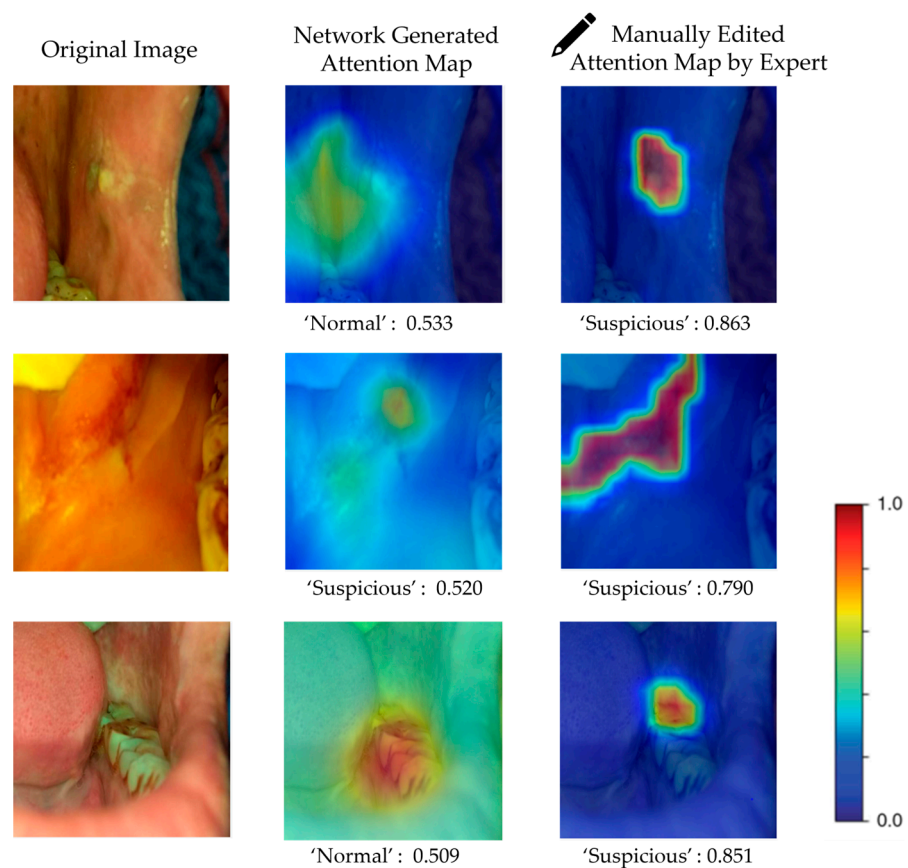 Original Image
Network Generated
Attention Map
Manually Edited
Attention Map by Expert
'Normal' : 0.533
'Suspicious' : 0.863
'Suspicious' : 0.520
'Suspicious' : 0.790
1.0
0.0
'Normal' : 0.509
'Suspicious' : 0.851